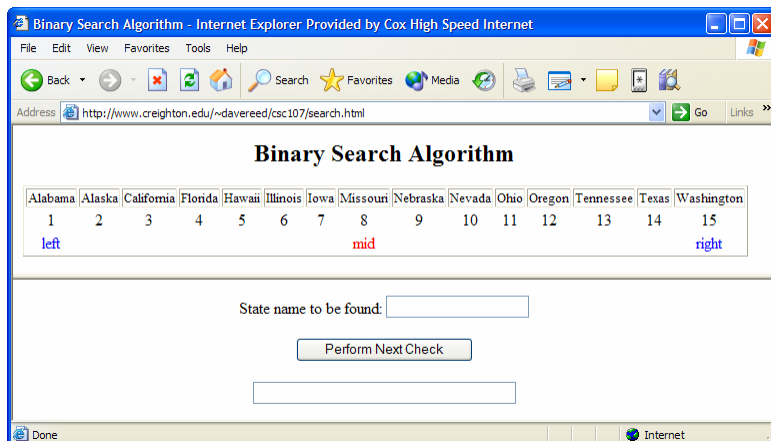 Binary Search Algorithm - Internet Explorer Provided by Cox High Speed Internet
File Edit View Favorites Tools Help
Back Search Favorites Media
Address http://www.creighton.edu/~davereed/csc107/search.html Go Links »
Binary Search Algorithm
Alabama Alaska California Florida Hawaii Illinois Iowa Missouri Nebraska Nevada Ohio Oregon Tennessee Texas Washington
1 2 3 4 5 6 7 8 9 10 11 12 13 14 15
left mid right
State name to be found:
Perform Next Check
Done Internet